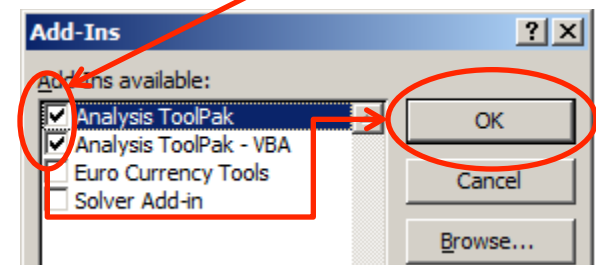 Add-Ins
Add-Ins available:
Analysis ToolPak
Analysis ToolPak - VBA
Euro Currency Tools
Solver Add-in
OK
Cancel
Browse...